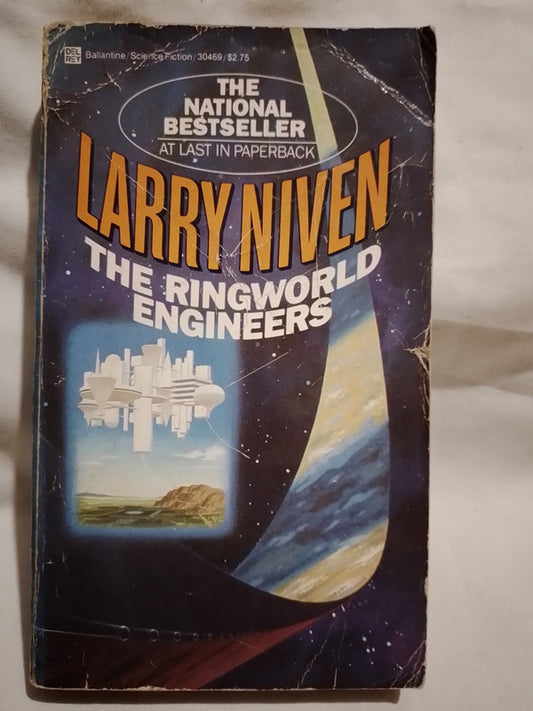 DEL
REY
Ballantine/Science Fiction/30469/$2.75
THE
NATIONAL
BESTSELLER
AT LAST IN PAPERBACK
LARRY NIVEN
THE RINGWORLD
ENGINEERS